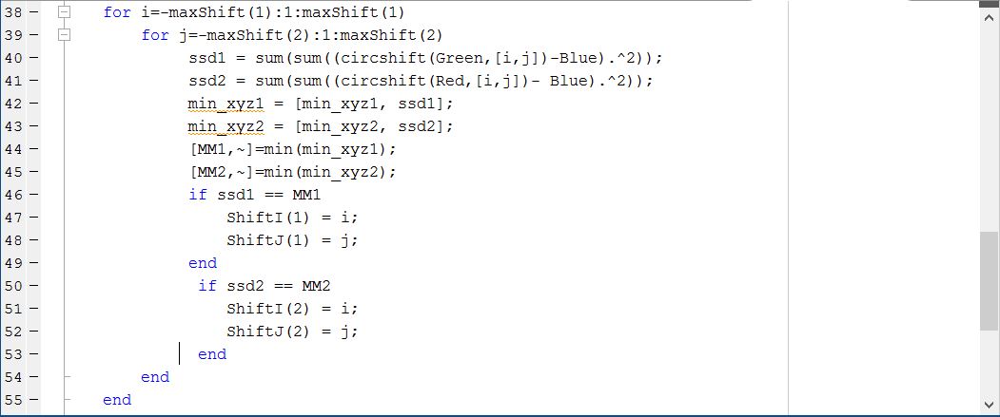 38 – for i=-maxShift(1):1:maxShift(1)
39 – for j=-maxShift(2):1:maxShift(2)
40 – ssd1 = sum(sum((circshift(Green,[i,j])-Blue).^2));
41 – ssd2 = sum(sum((circshift(Red,[i,j])- Blue).^2));
42 – min_xyz1 = [min_xyz1, ssd1];
43 – min_xyz2 = [min_xyz2, ssd2];
44 – [MM1,~]=min(min_xyz1);
45 – [MM2,~]=min(min_xyz2);
46 – if ssd1 == MM1
47 – ShiftI(1) = i;
48 – ShiftJ(1) = j;
49 – end
50 – if ssd2 == MM2
51 – ShiftI(2) = i;
52 – ShiftJ(2) = j;
53 – end
54 – end
55 – end